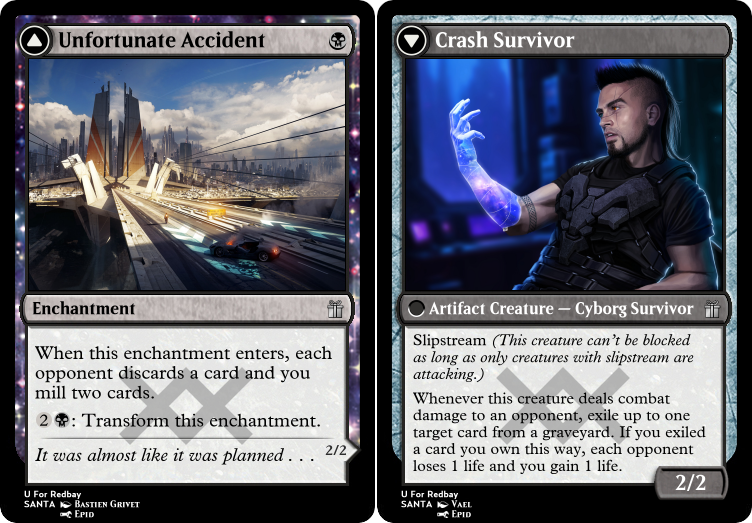 Unfortunate Accident
Enchantment
When this enchantment enters, each
opponent discards a card and you
mill two cards.
2 : Transform this enchantment.
It was almost like it was planned . . .
2/2
U For Redbay
SANTA Bastien Grivet
Epid
Crash Survivor
Artifact Creature — Cyborg Survivor
Slipstream (This creature can't be blocked
as long as only creatures with slipstream are
attacking.)
Whenever this creature deals combat
damage to an opponent, exile up to one
target card from a graveyard. If you exiled
a card you own this way, each opponent
loses 1 life and you gain 1 life.
2/2
U For Redbay
SANTA Vael
Epid